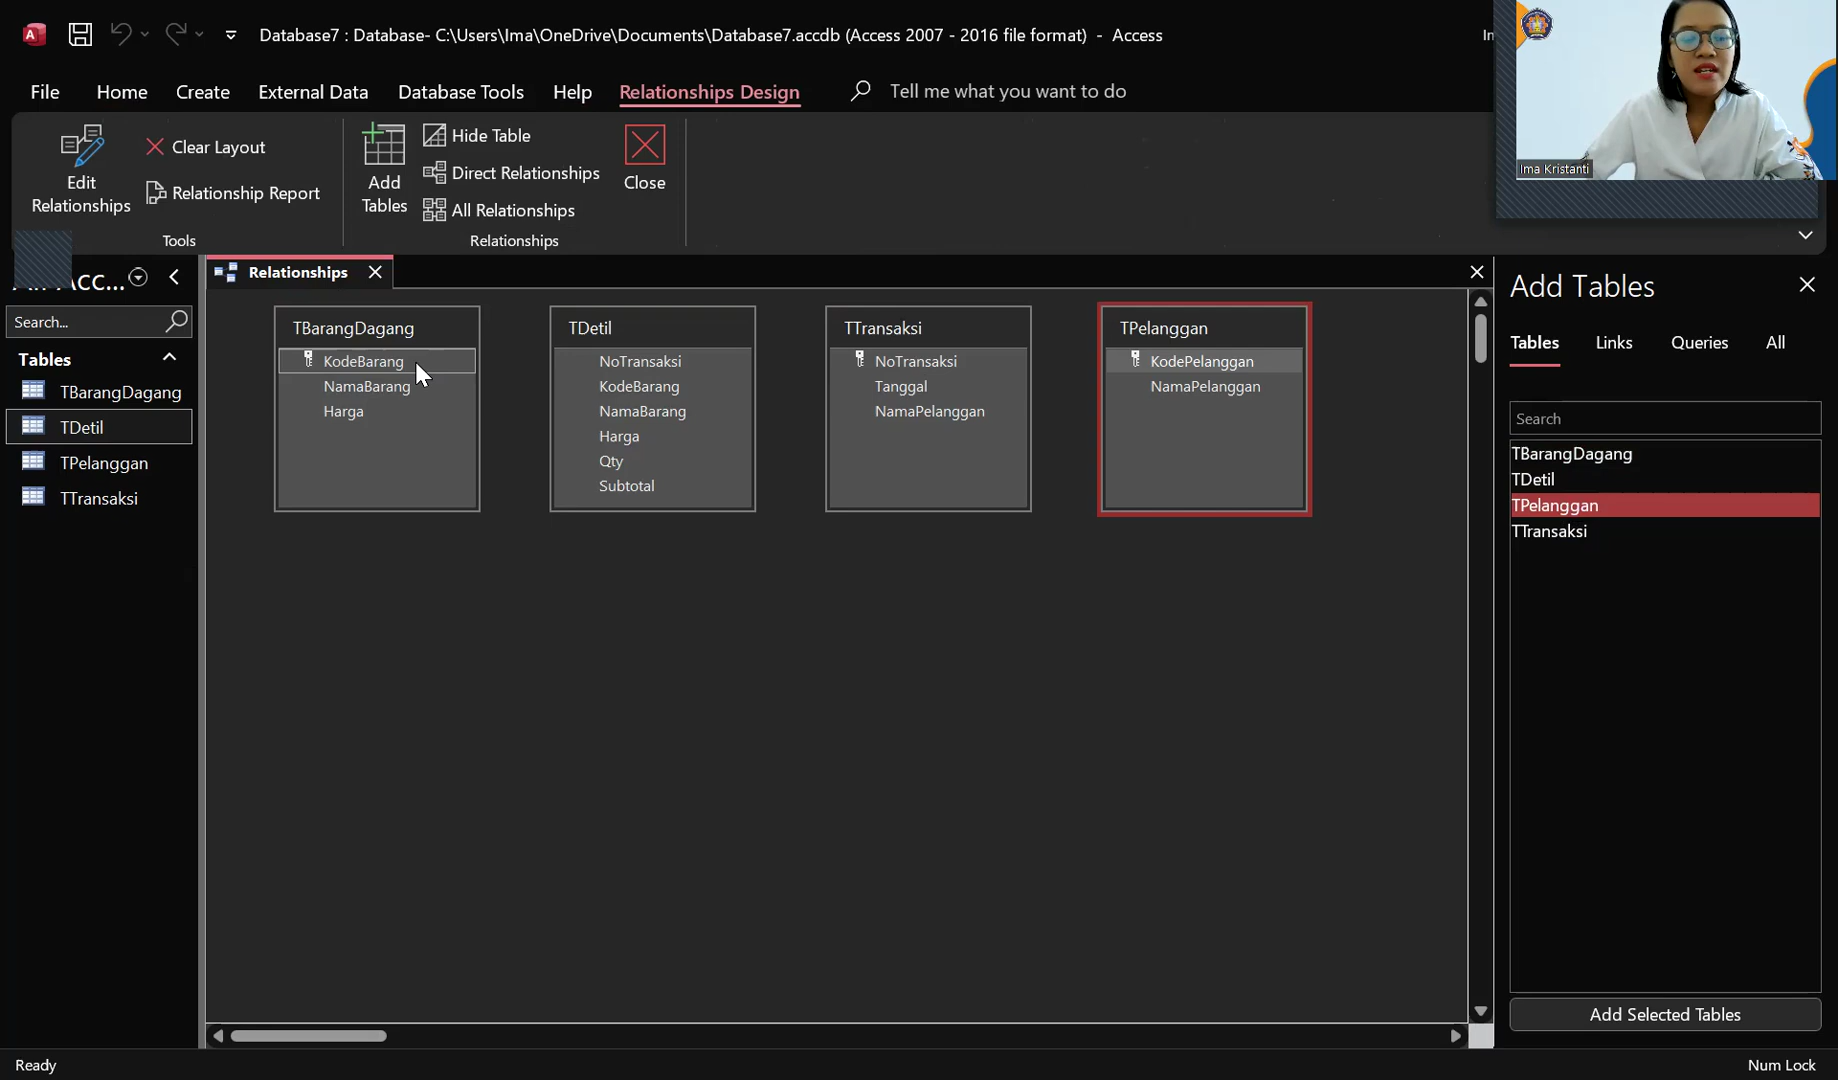 Database7 : Database- C:\Users\Ima\OneDrive\Documents\Database7.accdb (Access 2007 - 2016 file format) - Access
File Home Create External Data Database Tools Help Relationships Design Tell me what you want to do
Edit Relationships
Clear Layout
Relationship Report
Tools
Add Tables
Hide Table
Direct Relationships
All Relationships
Close
Relationships
Ima Kristanti
Search...
Tables
TBarangDagang
TDetil
TPelanggan
TTransaksi
Relationships
TBarangDagang
KodeBarang
NamaBarang
Harga
TDetil
NoTransaksi
KodeBarang
NamaBarang
Harga
Qty
Subtotal
TTransaksi
NoTransaksi
Tanggal
NamaPelanggan
TPelanggan
KodePelanggan
NamaPelanggan
Add Tables
Tables Links Queries All
Search
TBarangDagang
TDetil
TPelanggan
TTransaksi
Add Selected Tables
Ready
Num Lock